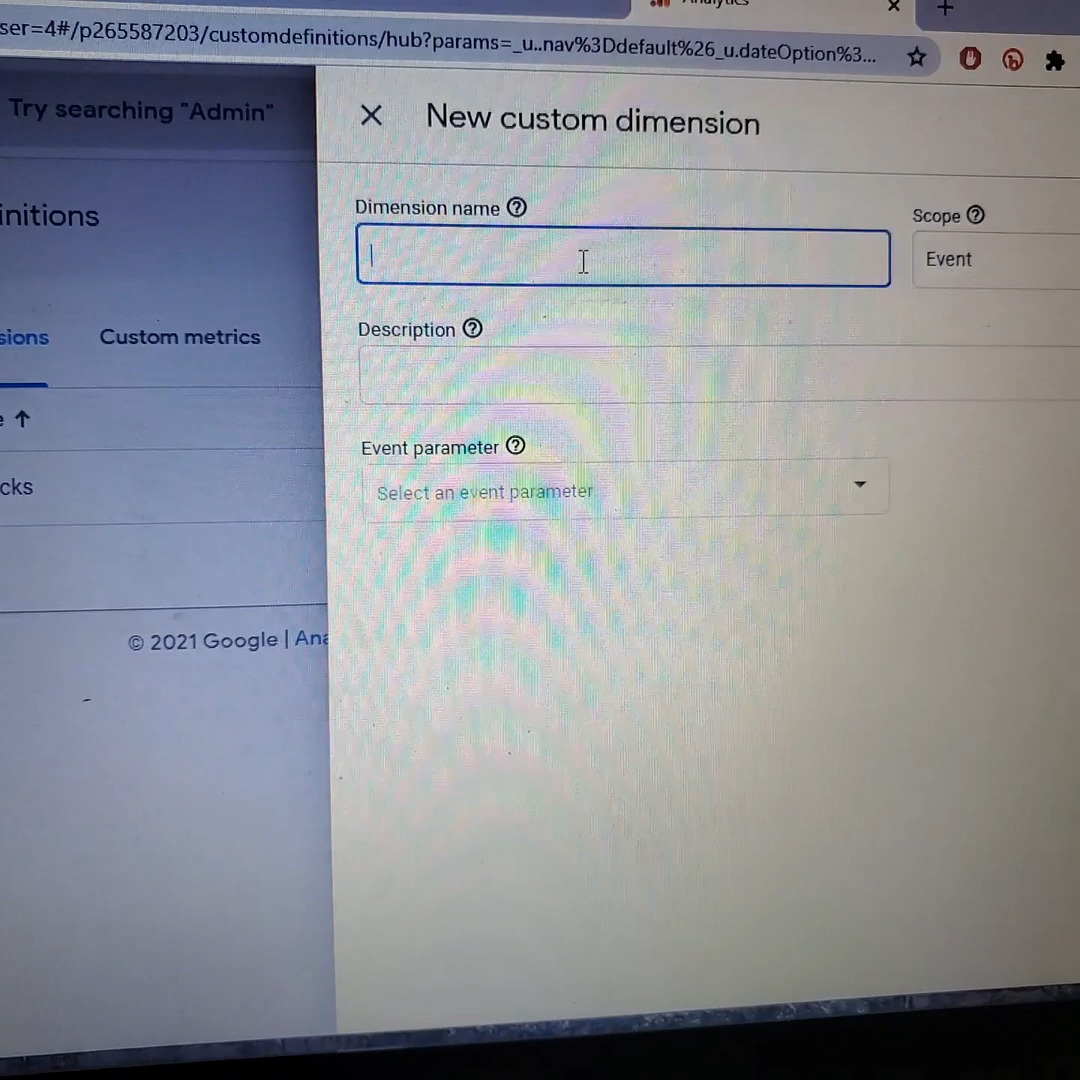 Analytics
ser=4#/p265587203/customdefinitions/hub?params=_u..nav%3Ddefault%26_u.dateOption%3...
Try searching "Admin"
New custom dimension
Dimension name
Scope
initions
Event
Description
sions Custom metrics
e ↑
Event parameter
cks
Select an event parameter
© 2021 Google | Ana